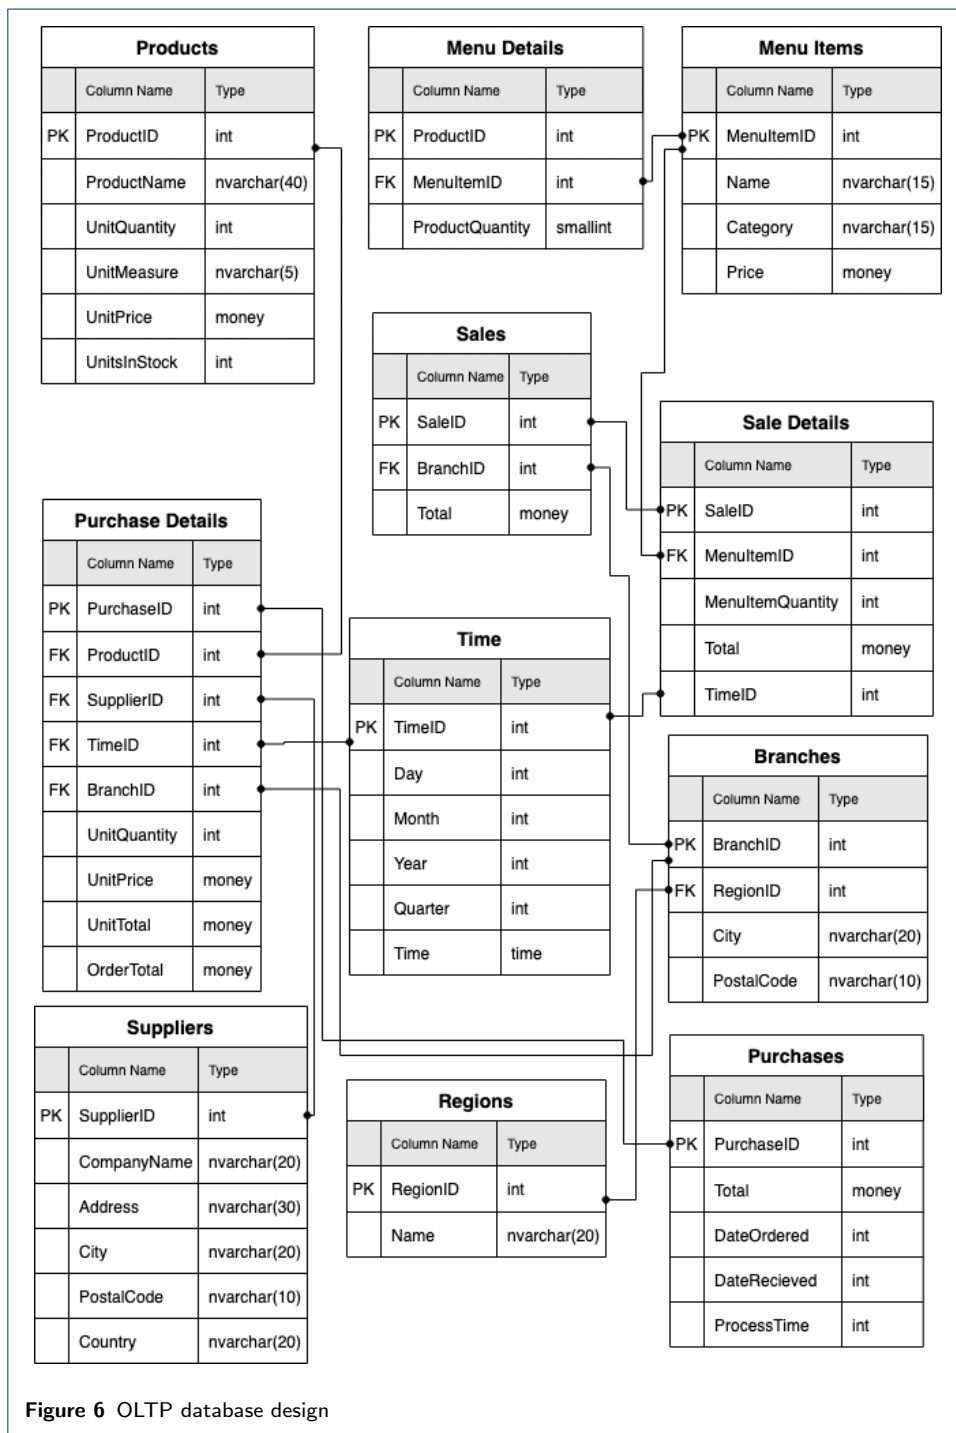 Products
Column Name Type
PK ProductID int
ProductName nvarchar(40)
UnitQuantity int
UnitMeasure nvarchar(5)
UnitPrice money
UnitsInStock int
Menu Details
Column Name Type
PK ProductID int
FK MenuItemID int
ProductQuantity smallint
Menu Items
Column Name Type
PK MenuItemID int
Name nvarchar(15)
Category nvarchar(15)
Price money
Sales
Column Name Type
PK SaleID int
FK BranchID int
Total money
Sale Details
Column Name Type
PK SaleID int
FK MenuItemID int
MenuItemQuantity int
Total money
TimeID int
Purchase Details
Column Name Type
PK PurchaseID int
FK ProductID int
FK SupplierID int
FK TimeID int
FK BranchID int
UnitQuantity int
UnitPrice money
UnitTotal money
OrderTotal money
Time
Column Name Type
PK TimeID int
Day int
Month int
Year int
Quarter int
Time time
Branches
Column Name Type
PK BranchID int
FK RegionID int
City nvarchar(20)
PostalCode nvarchar(10)
Suppliers
Column Name Type
PK SupplierID int
CompanyName nvarchar(20)
Address nvarchar(30)
City nvarchar(20)
PostalCode nvarchar(10)
Country nvarchar(20)
Regions
Column Name Type
PK RegionID int
Name nvarchar(20)
Purchases
Column Name Type
PK PurchaseID int
Total money
DateOrdered int
DateRecieved int
ProcessTime int
Figure 6 OLTP database design